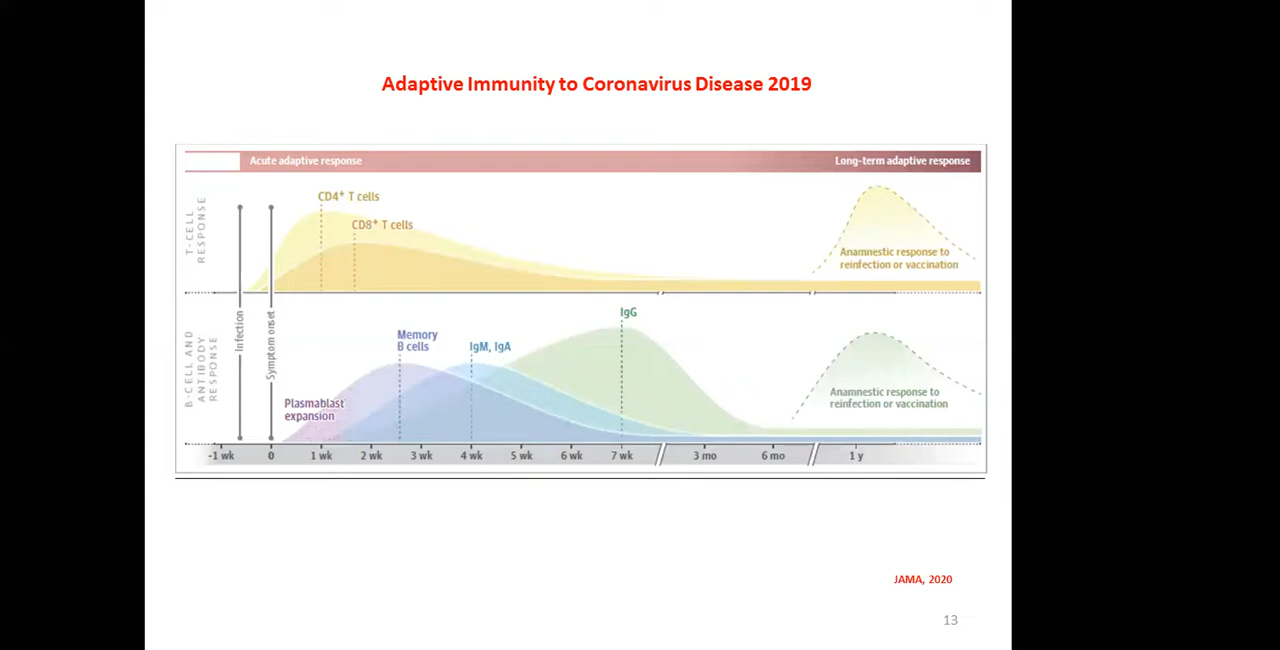 Adaptive Immunity to Coronavirus Disease 2019
Acute adaptive response
Long-term adaptive response
T-CELL
RESPONSE
CD4+ T cells
CD8+ T cells
Anamnestic response to
reinfection or vaccination
Infection
Symptom onset
B-CELL AND
ANTIBODY
RESPONSE
Plasmablast
expansion
Memory
B cells
IgM, IgA
IgG
Anamnestic response to
reinfection or vaccination
-1 wk 0 1 wk 2 wk 3 wk 4 wk 5 wk 6 wk 7 wk 3 mo 6 mo 1 y
JAMA, 2020
13